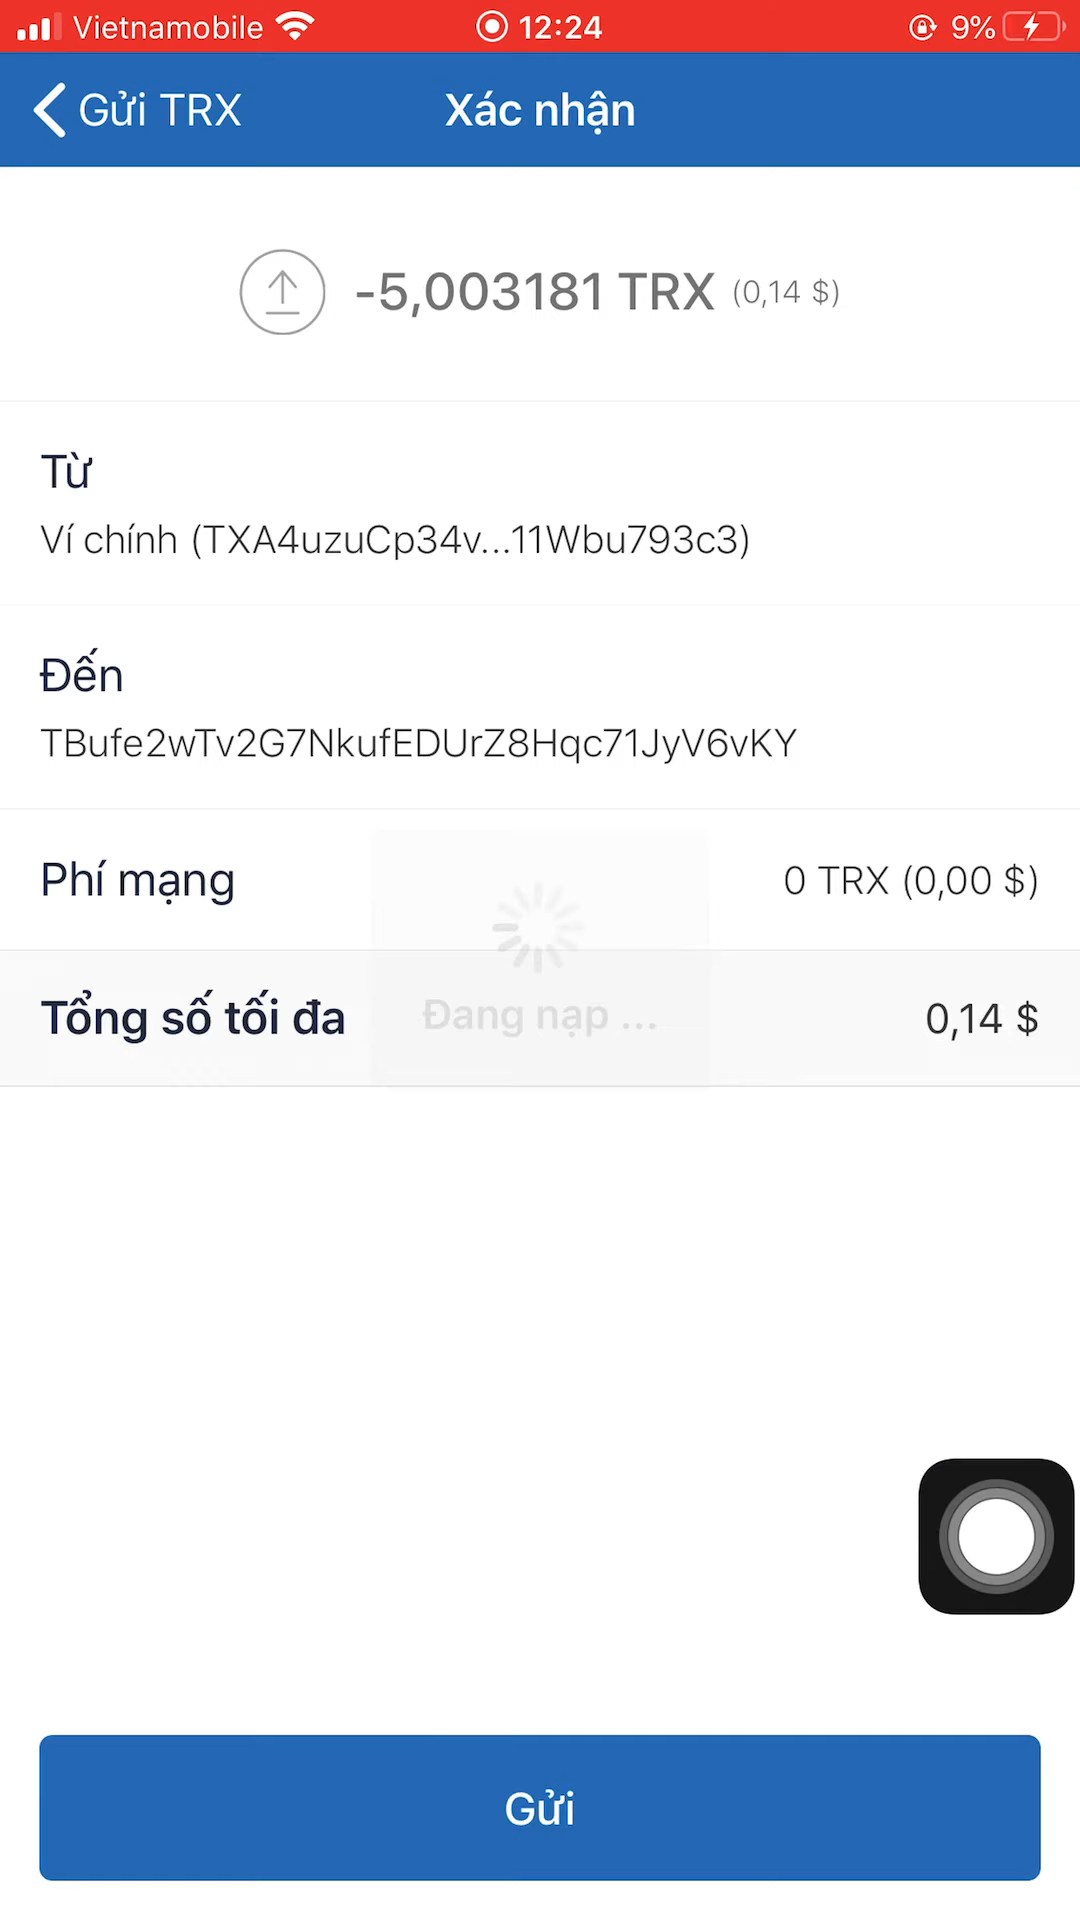 Vietnamobile 12:24 9%
Gửi TRX Xác nhận
-5,003181 TRX (0,14 $)
Từ
Ví chính (TXA4uzuCp34v...11Wbu793c3)
Đến
TBufe2wTv2G7NkufEDUrZ8Hqc71JyV6vKY
Phí mạng 0 TRX (0,00 $)
Tổng số tối đa Đang nạp ... 0,14 $
Gửi